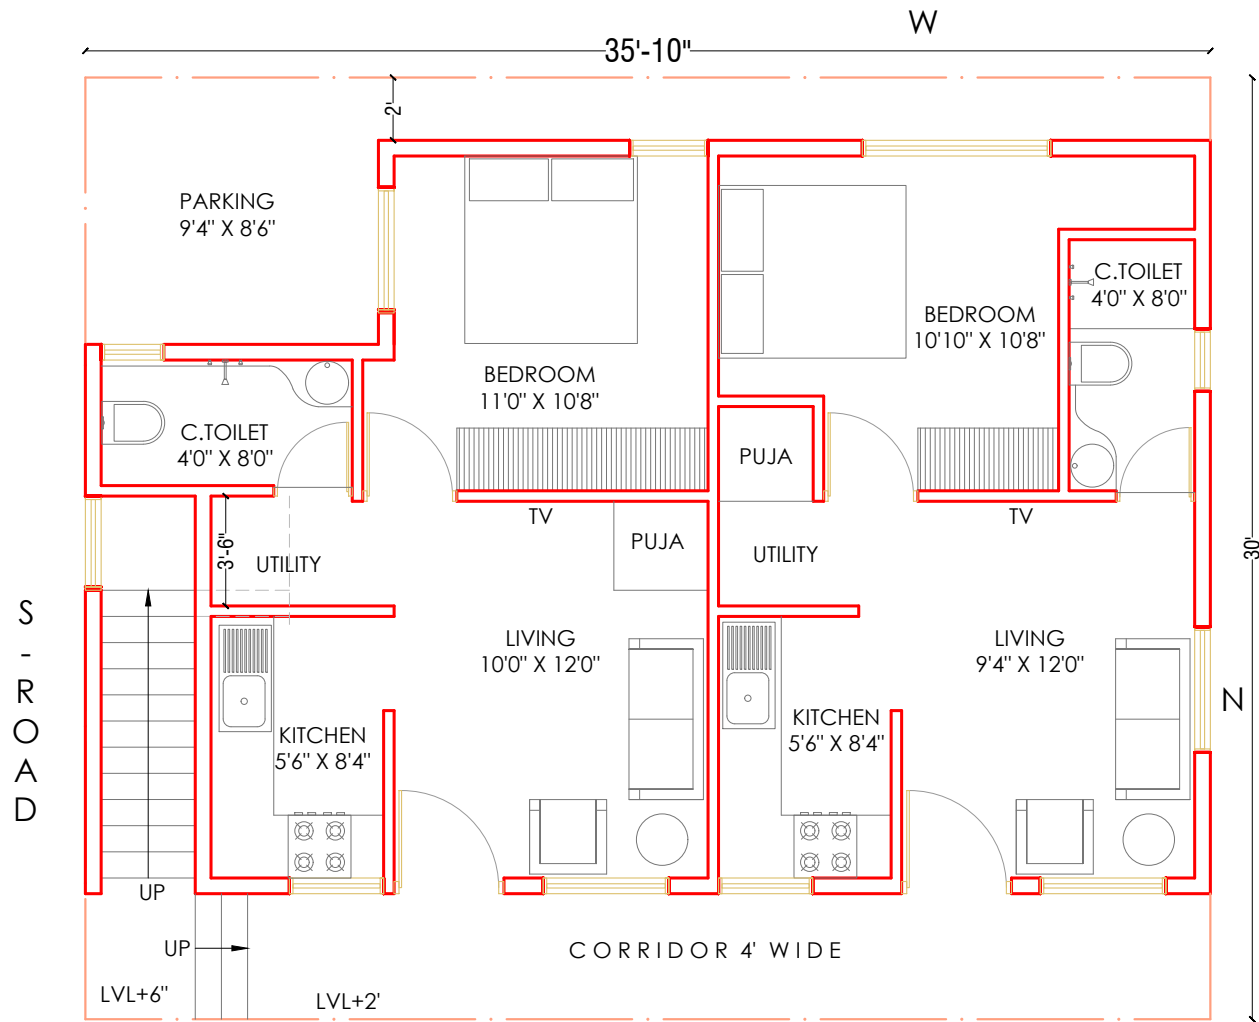 W
35'-10"
2'
PARKING
9'4" X 8'6"
C.TOILET
4'0" X 8'0"
BEDROOM
10'10" X 10'8"
BEDROOM
11'0" X 10'8"
C.TOILET
4'0" X 8'0"
PUJA
TV
TV
PUJA
3'-6"
UTILITY
UTILITY
30'
S
-
R
O
A
D
LIVING
10'0" X 12'0"
LIVING
9'4" X 12'0"
N
KITCHEN
5'6" X 8'4"
KITCHEN
5'6" X 8'4"
UP
UP
CORRIDOR 4' WIDE
LVL+6"
LVL+2'